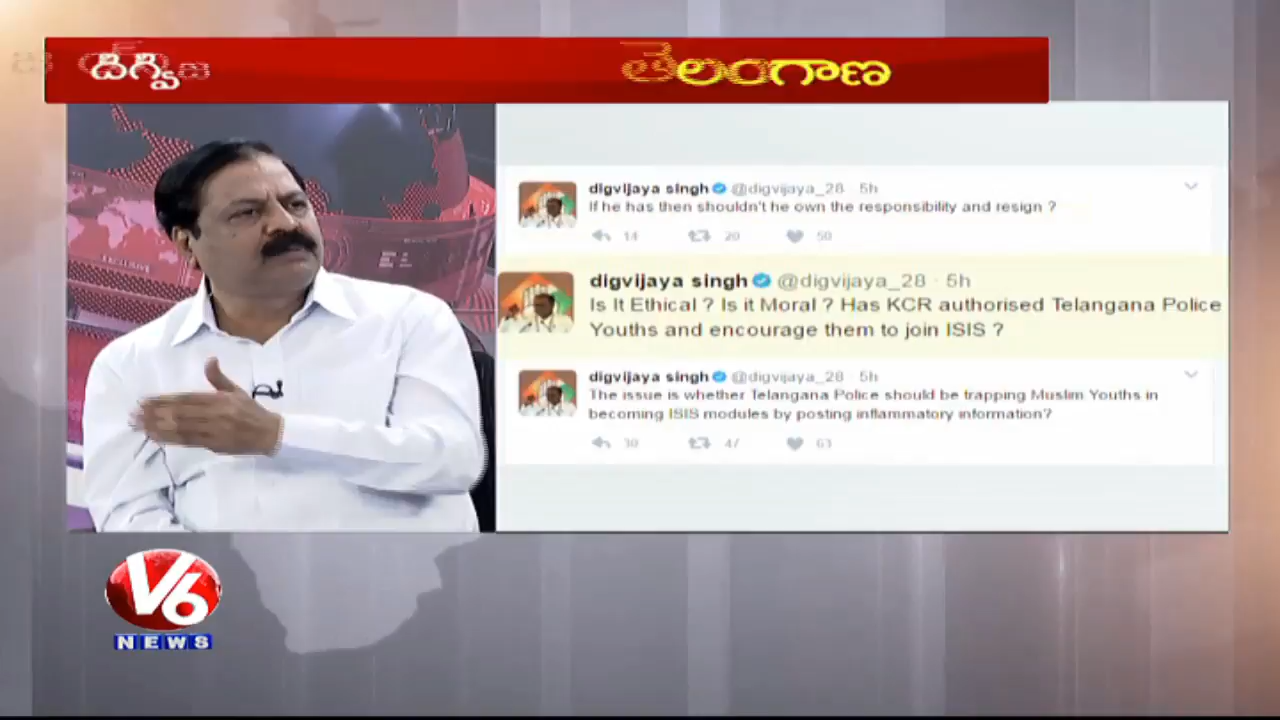 దిగ్వి
తెలంగాణ
digvijaya singh @digvijaya_28 5h
If he has then shouldn't he own the responsibility and resign ?
14 20 50
digvijaya singh @digvijaya_28 · 5h
Is It Ethical ? Is it Moral ? Has KCR authorised Telangana Police
Youths and encourage them to join ISIS ?
digvijaya singh @digvijaya_28 5h
The issue is whether Telangana Police should be trapping Muslim Youths in
becoming ISIS modules by posting inflammatory information?
30 47 63
V6
NEWS